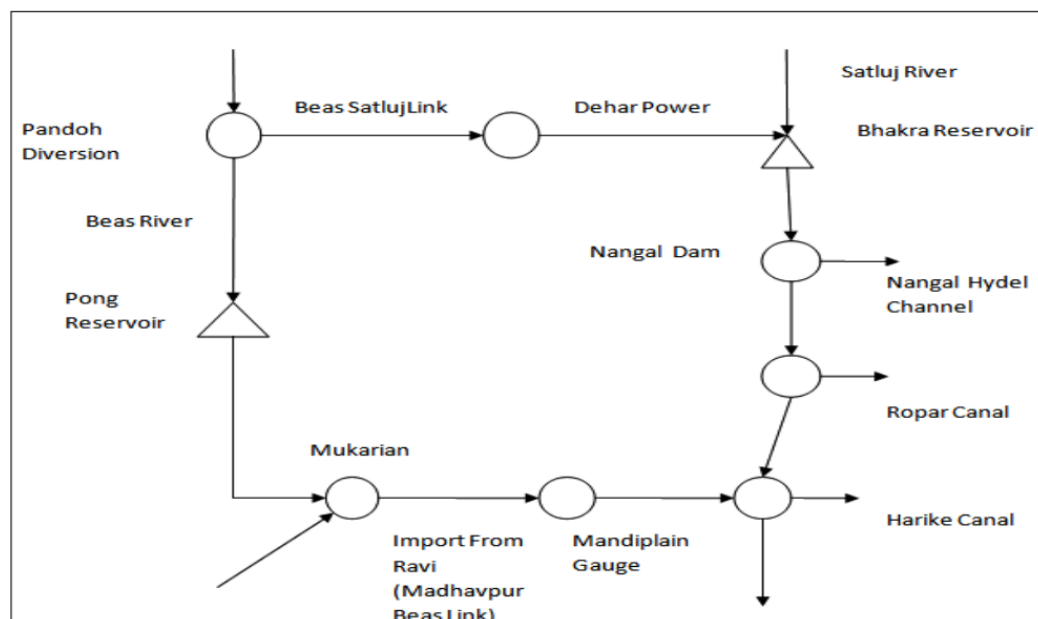 Satluj River
Beas SatlujLink
Dehar Power
Pandoh
Diversion
Bhakra Reservoir
Beas River
Nangal Dam
Nangal Hydel
Channel
Pong
Reservoir
Ropar Canal
Mukarian
Harike Canal
Import From
Ravi
(Madhavpur
Beas Link)
Mandiplain
Gauge